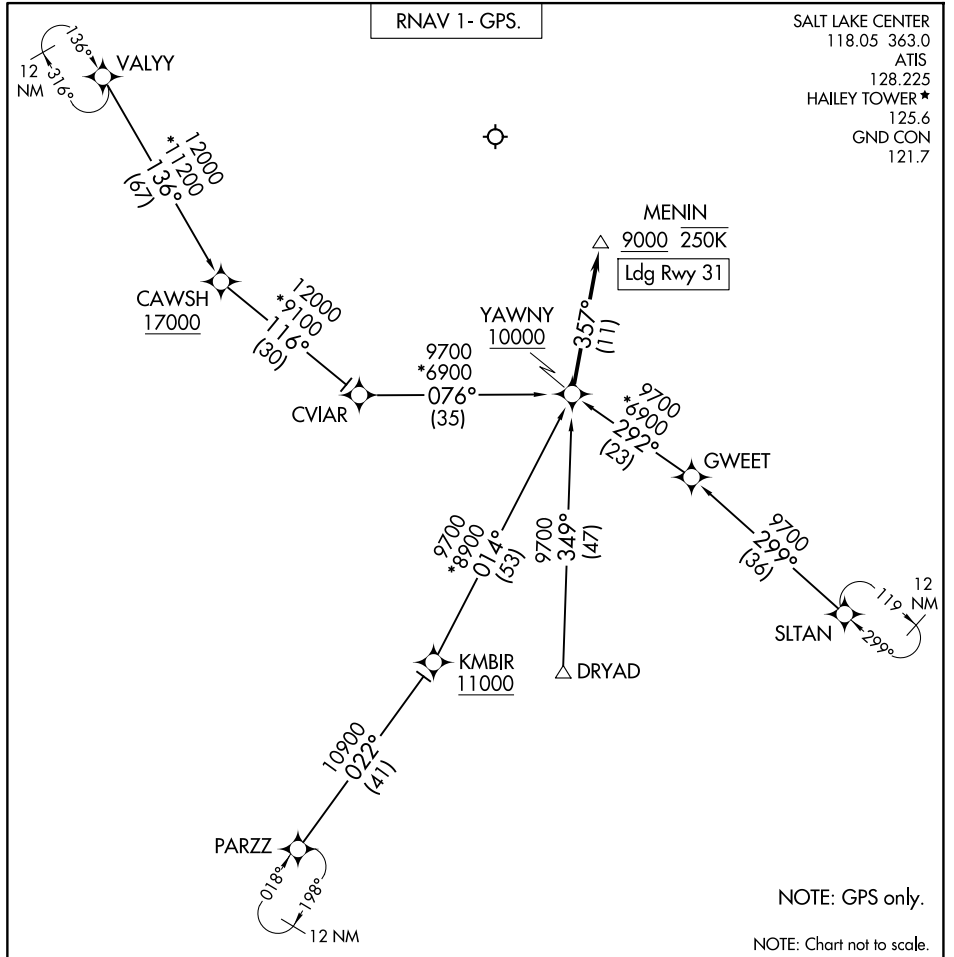 RNAV 1- GPS.
SALT LAKE CENTER
118.05 363.0
ATIS
128.225
HAILEY TOWER★
125.6
GND CON
121.7
136°
316°
12
NM
VALYY
12000
*11200
136°
(67)
CAWSH
17000
12000
*9100
116°
(30)
CVIAR
9700
*6900
076°
(35)
YAWNY
10000
MENIN
9000 250K
Ldg Rwy 31
357°
(11)
9700
*6900
292°
(23)
GWEET
9700
299°
(36)
SLTAN
119
299°
12
NM
9700
*8900
014°
(53)
9700
349°
(47)
KMBIR
11000
DRYAD
10900
022°
(41)
PARZZ
018°
198°
12 NM
NOTE: GPS only.
NOTE: Chart not to scale.